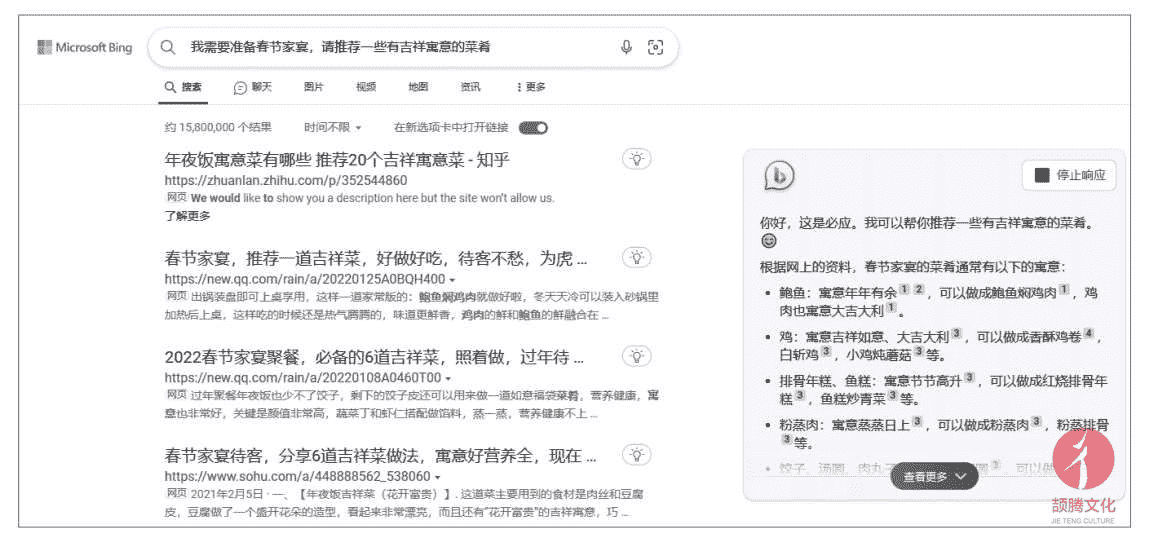 Microsoft Bing
我需要准备春节家宴，请推荐一些有吉祥寓意的菜肴
搜索 聊天 图片 视频 地图 资讯 更多
约 15,800,000 个结果 时间不限 在新选项卡中打开链接
年夜饭寓意菜有哪些 推荐20个吉祥寓意菜 - 知乎
https://zhuanlan.zhihu.com/p/352544860
网页 We would like to show you a description here but the site won't allow us.
了解更多
春节家宴，推荐一道吉祥菜，好做好吃，待客不愁，为虎 ...
https://new.qq.com/rain/a/20220125A0BQH400
网页 出锅装盘即可上桌享用，这样一道家常版的：鲍鱼焖鸡肉就做好啦，冬天天冷可以装入砂锅里
加热后上桌，这样吃的时候还是热气腾腾的，味道更鲜香，鸡肉的鲜和鲍鱼的鲜融合在 ...
2022春节家宴聚餐，必备的6道吉祥菜，照着做，过年待 ...
https://new.qq.com/rain/a/20220108A0460T00
网页 过年聚餐年夜饭也少不了饺子，剩下的饺子皮还可以用来做一道如意福袋菜肴，营养健康，寓
意也非常好，关键是颜值非常高，蔬菜丁和虾仁搭配做馅料，蒸一蒸，营养健康不上 ...
春节家宴待客，分享6道吉祥菜做法，寓意好营养全，现在 ...
https://www.sohu.com/a/448888562_538060
网页 2021年2月5日 · 一、【年夜饭吉祥菜（花开富贵）】. 这道菜主要用到的食材是肉丝和豆腐
皮，豆腐做了一个盛开花朵的造型，看起来非常漂亮，而且还有"花开富贵"的吉祥寓意，巧 ...
停止响应
你好，这是必应。我可以帮你推荐一些有吉祥寓意的菜肴。
根据网上的资料，春节家宴的菜肴通常有以下的寓意：
• 鲍鱼：寓意年年有余 1 2，可以做成鲍鱼焖鸡肉 1，鸡
肉也寓意大吉大利 1。
• 鸡：寓意吉祥如意、大吉大利 3，可以做成香酥鸡卷 4，
白斩鸡 3，小鸡炖蘑菇 3 等。
• 排骨年糕、鱼糕：寓意节节高升 3，可以做成红烧排骨年
糕 3，鱼糕炒青菜 3 等。
• 粉蒸肉：寓意蒸蒸日上 3，可以做成粉蒸肉 3，粉蒸排骨
3 等。
• 饺子、汤圆、肉丸子 圆 3，可以做
查看更多
颉腾文化
JIE TENG CULTURE